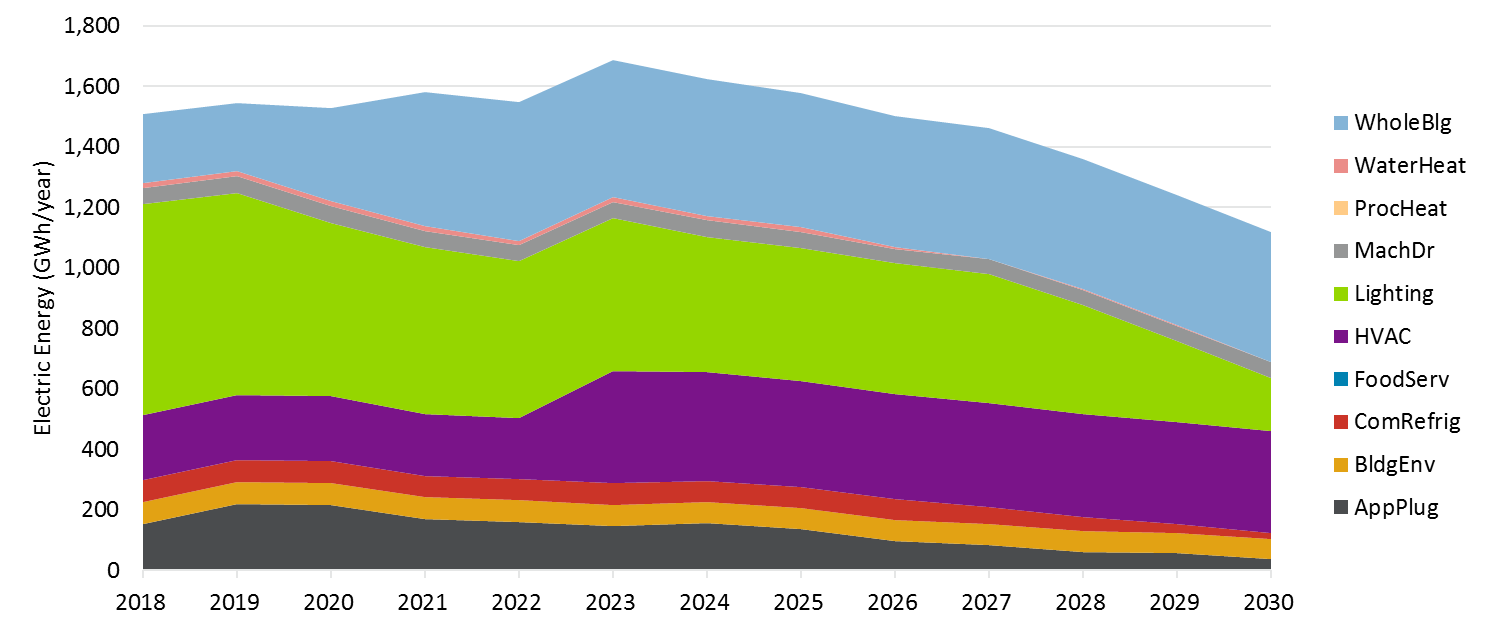 1,800
1,600
1,400
1,200
1,000
800
600
400
200
0
Electric Energy (GWh/year)
2018 2019 2020 2021 2022 2023 2024 2025 2026 2027 2028 2029 2030
WholeBlg
WaterHeat
ProcHeat
MachDr
Lighting
HVAC
FoodServ
ComRefrig
BldgEnv
AppPlug